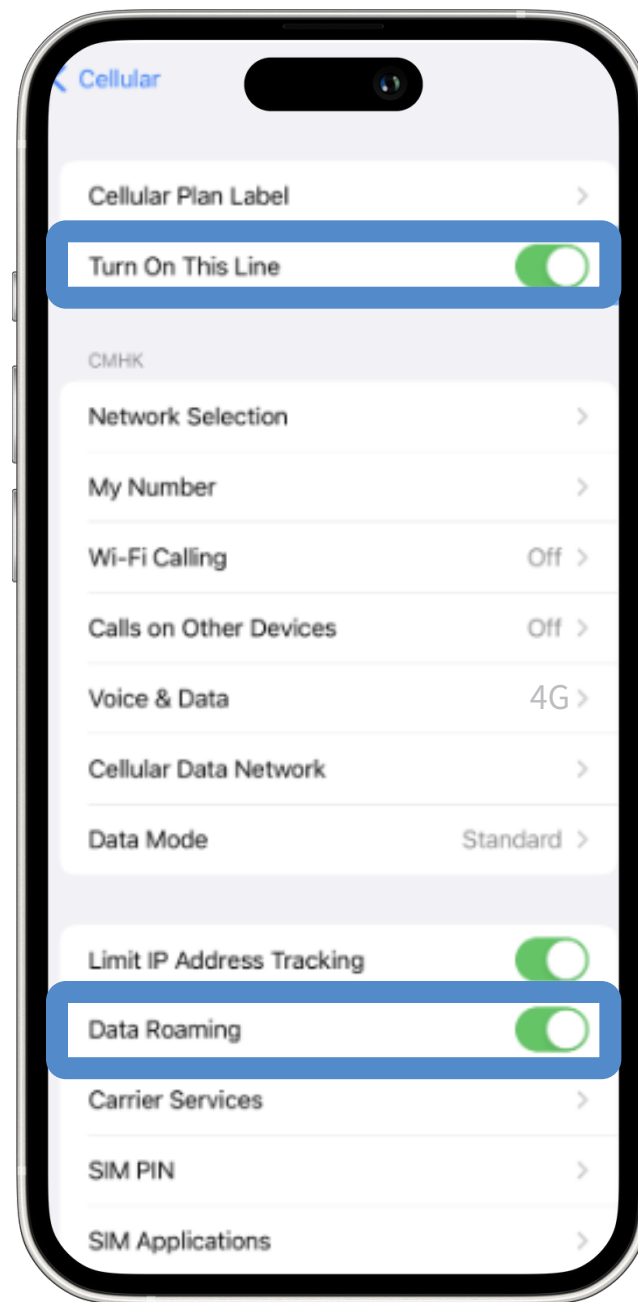 Cellular
Cellular Plan Label
Turn On This Line
CMHK
Network Selection
My Number
Wi-Fi Calling Off
Calls on Other Devices Off
Voice & Data 4G
Cellular Data Network
Data Mode Standard
Limit IP Address Tracking
Data Roaming
Carrier Services
SIM PIN
SIM Applications